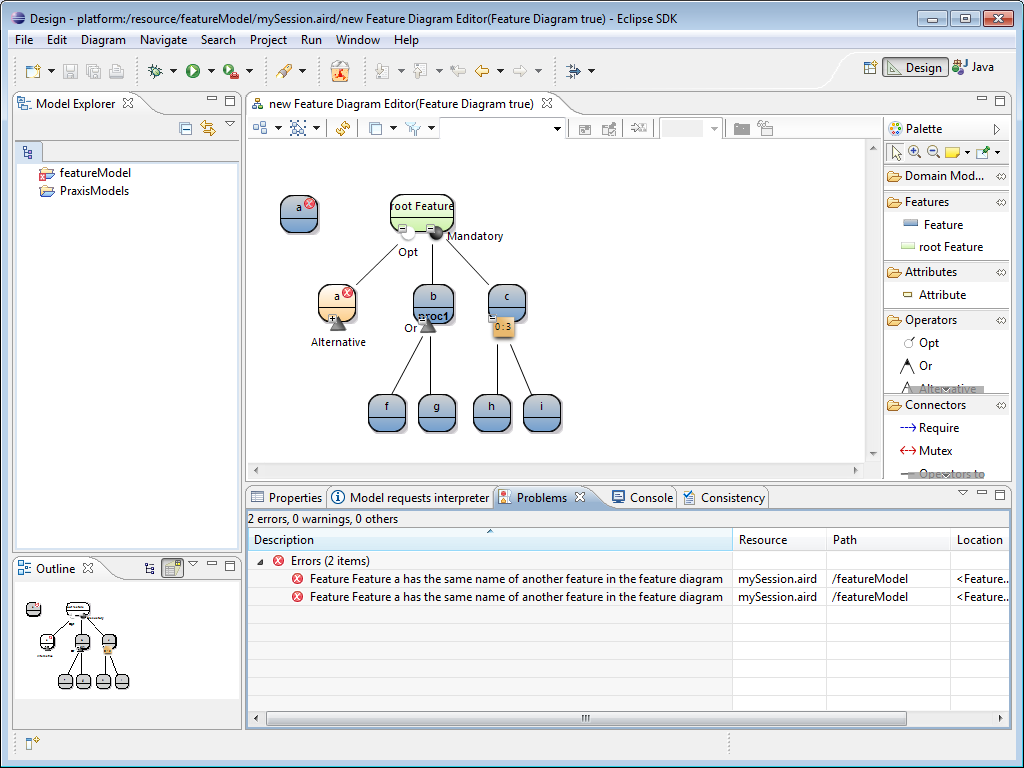 Design - platform:/resource/featureModel/mySession.aird/new Feature Diagram Editor(Feature Diagram true) - Eclipse SDK
File Edit Diagram Navigate Search Project Run Window Help
Design Java
Model Explorer
featureModel
PraxisModels
new Feature Diagram Editor(Feature Diagram true)
a
root Feature
Mandatory
Opt
a
b
c
proc1
Or
0:3
Alternative
f
g
h
i
Palette
Domain Mod...
Features
Feature
root Feature
Attributes
Attribute
Operators
Opt
Or
Alternative
Connectors
Require
Mutex
Operators to
Outline
Properties Model requests interpreter Problems Console Consistency
2 errors, 0 warnings, 0 others
Description Resource Path Location
Errors (2 items)
Feature Feature a has the same name of another feature in the feature diagram mySession.aird /featureModel <Feature...
Feature Feature a has the same name of another feature in the feature diagram mySession.aird /featureModel <Feature...